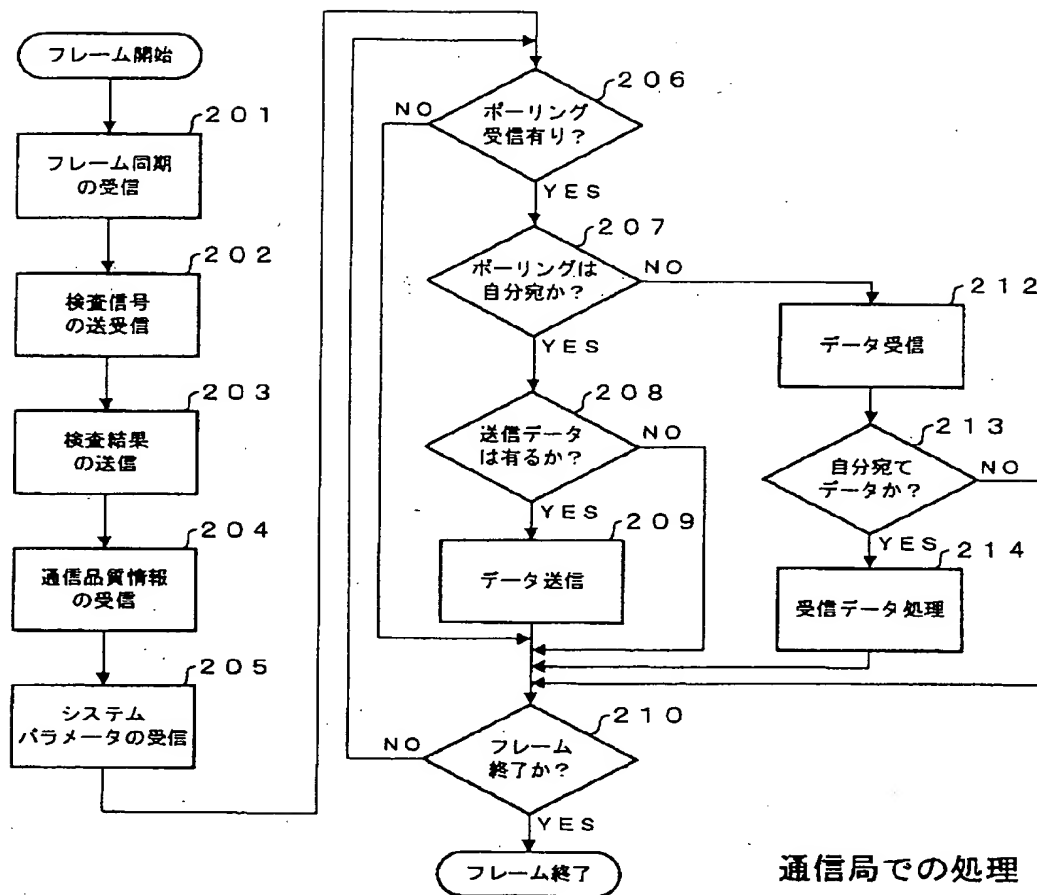 フレーム開始
201
フレーム同期
の受信
202
検査信号
の送受信
203
検査結果
の送信
204
通信品質情報
の受信
205
システム
パラメータの受信
206
ポーリング
受信有り?
NO
YES
207
ポーリングは
自分宛か?
NO
YES
208
送信データ
は有るか?
NO
YES
209
データ送信
210
フレーム
終了か?
NO
YES
フレーム終了
212
データ受信
213
自分宛て
データか?
NO
YES
214
受信データ処理
通信局での処理